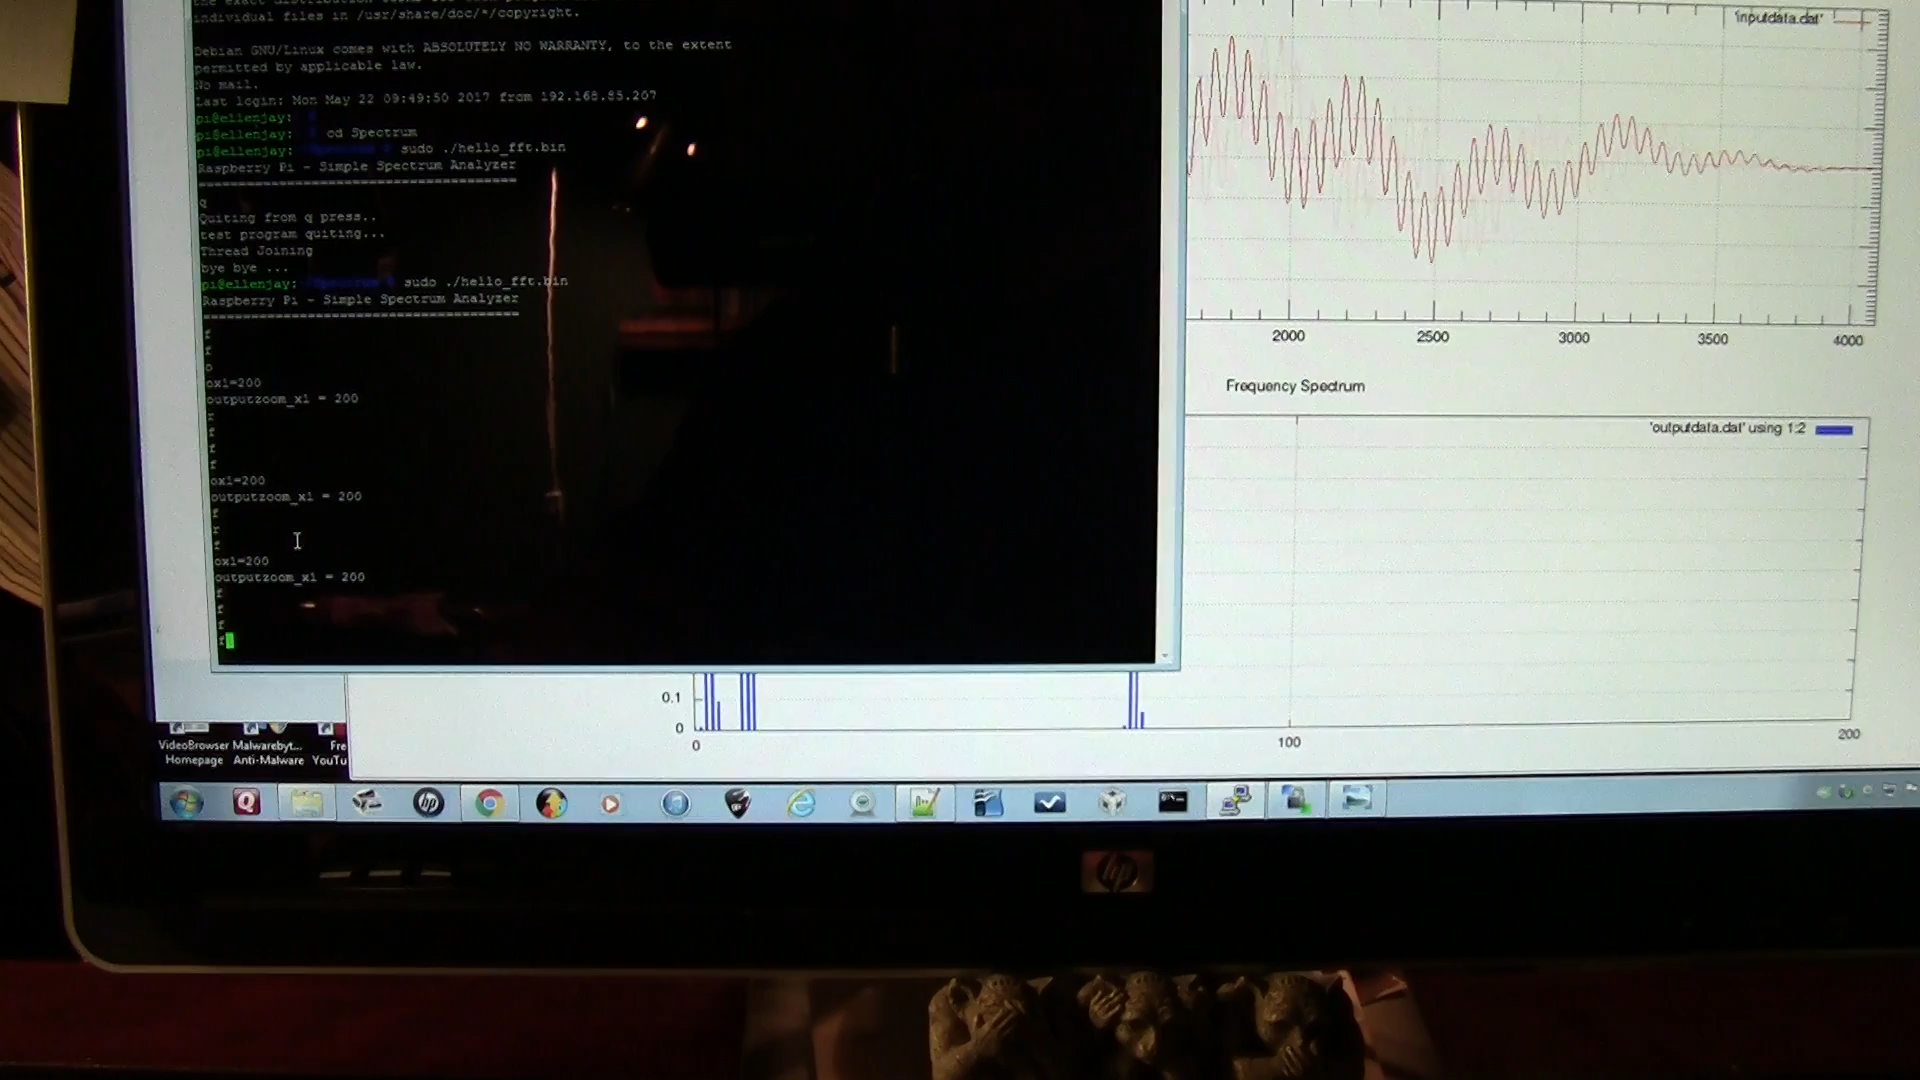 individual files in /usr/share/doc/*/copyright.
Debian GNU/Linux comes with ABSOLUTELY NO WARRANTY, to the extent
permitted by applicable law.
No mail.
Last login: Mon May 22 09:49:50 2017 from 192.168.85.207
pi@ellenjay:
pi@ellenjay: cd Spectrum
pi@ellenjay: sudo ./hello_fft.bin
Raspberry Pi - Simple Spectrum Analyzer
=====================================
q
Quiting from q press..
test program quiting...
Thread Joining
bye bye ...
pi@ellenjay: sudo ./hello_fft.bin
Raspberry Pi - Simple Spectrum Analyzer
=====================================
ox1=200
outputzoom_x1 = 200
ox1=200
outputzoom_x1 = 200
ox1=200
outputzoom_x1 = 200
'inputdata.dat'
2000 2500 3000 3500 4000
Frequency Spectrum
'outputdata.dat' using 1:2
0.1
0
0 100 200
VideoBrowser Homepage
Malwarebyt... Anti-Malware
Fre
YouTu
hp
hp